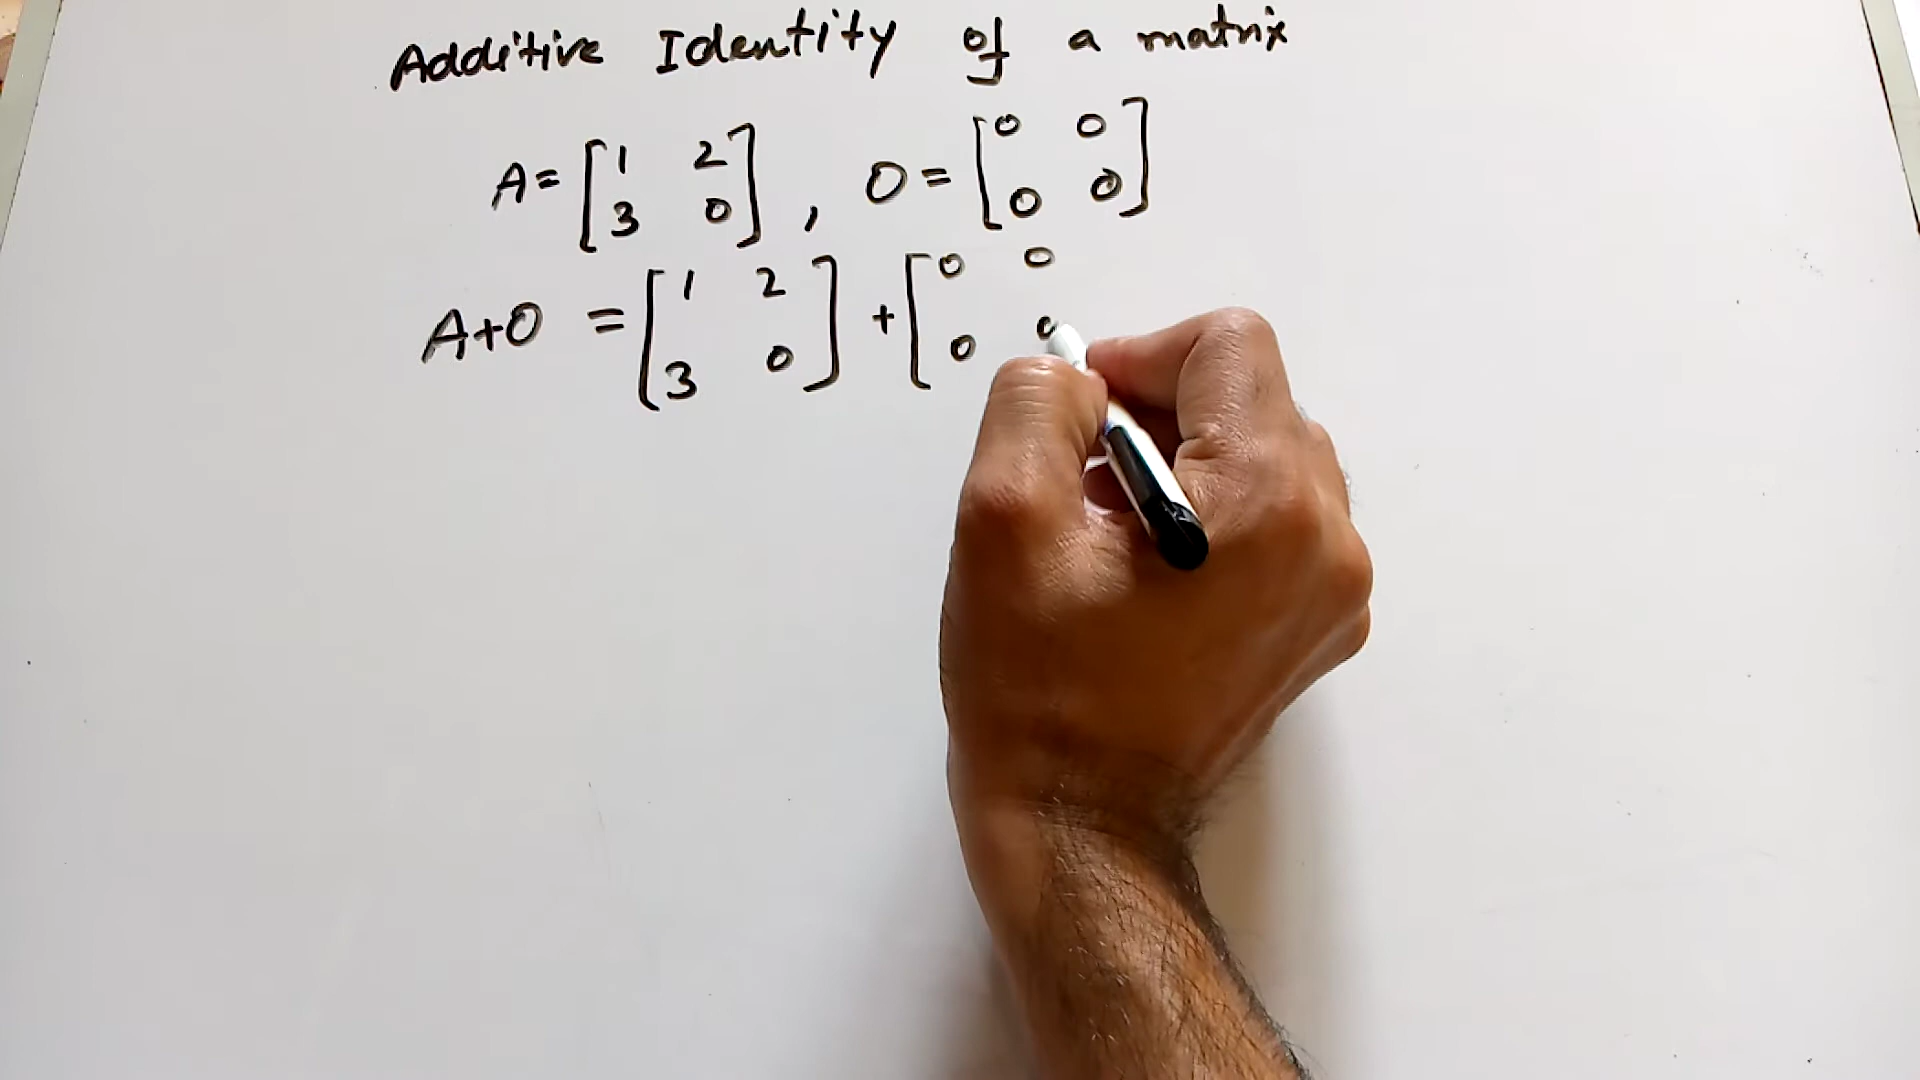 Additive Identity of a matrix
A = [1 2; 3 0], O = [0 0; 0 0]
A+O = [1 2; 3 0] + [0 0; 0 0